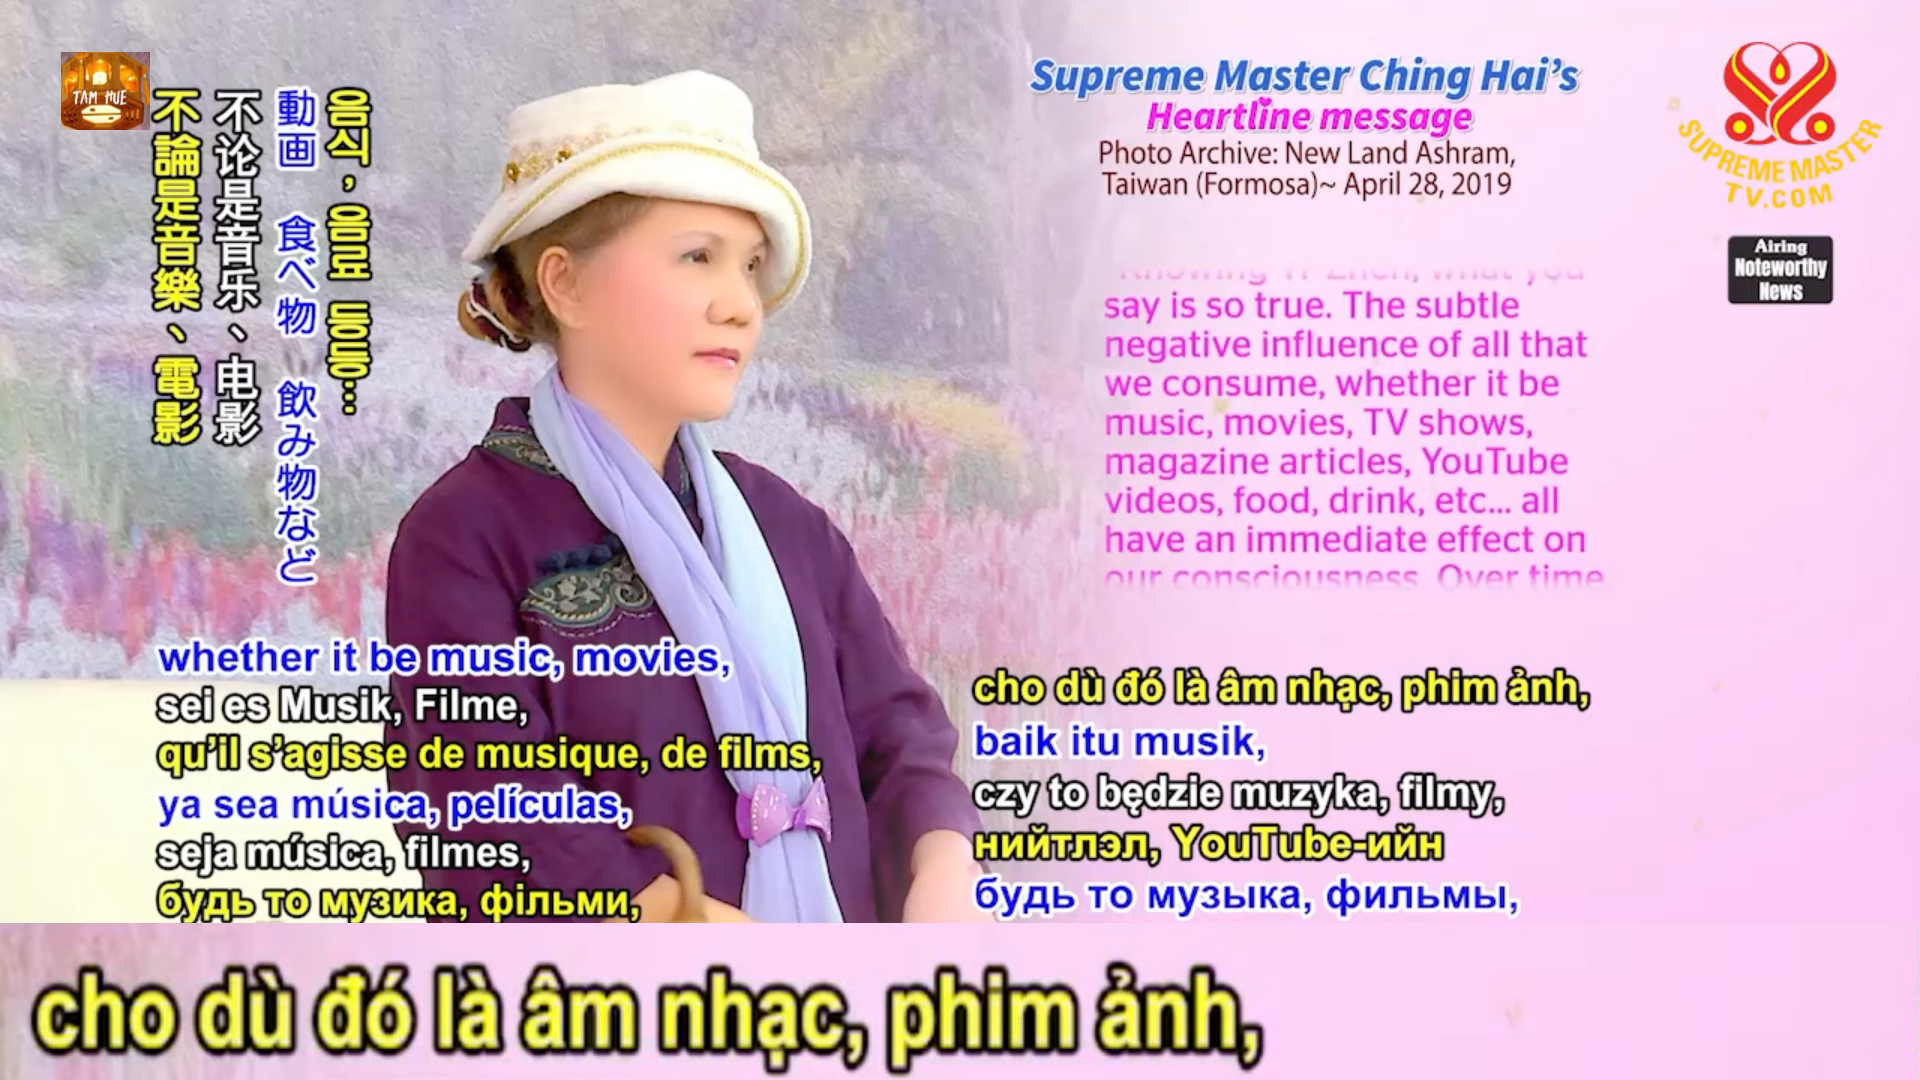 TAM HUE
不論是音樂、電影
不论是音乐、电影
動画 食べ物 飲み物など
음식, 음료 등등...
Supreme Master Ching Hai's
Heartline message
Photo Archive: New Land Ashram,
Taiwan (Formosa)~ April 28, 2019
SUPREME MASTER
TV.COM
Airing
Noteworthy
News
say is so true. The subtle
negative influence of all that
we consume, whether it be
music, movies, TV shows,
magazine articles, YouTube
videos, food, drink, etc... all
have an immediate effect on
our consciousness. Over time
whether it be music, movies,
sei es Musik, Filme,
qu'il s'agisse de musique, de films,
ya sea música, películas,
seja música, filmes,
будь то музика, фільми,
cho dù đó là âm nhạc, phim ảnh,
baik itu musik,
czy to będzie muzyka, filmy,
нийтлэл, YouTube-ийн
будь то музыка, фильмы,
cho dù đó là âm nhạc, phim ảnh,